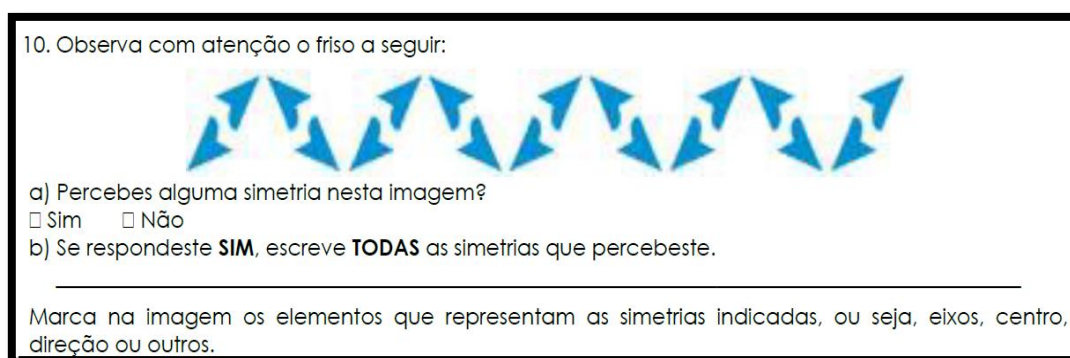 10. Observa com atenção o friso a seguir:
a) Percebes alguma simetria nesta imagem?
□ Sim □ Não
b) Se respondeste SIM, escreve TODAS as simetrias que percebeste.
Marca na imagem os elementos que representam as simetrias indicadas, ou seja, eixos, centro,
direção ou outros.